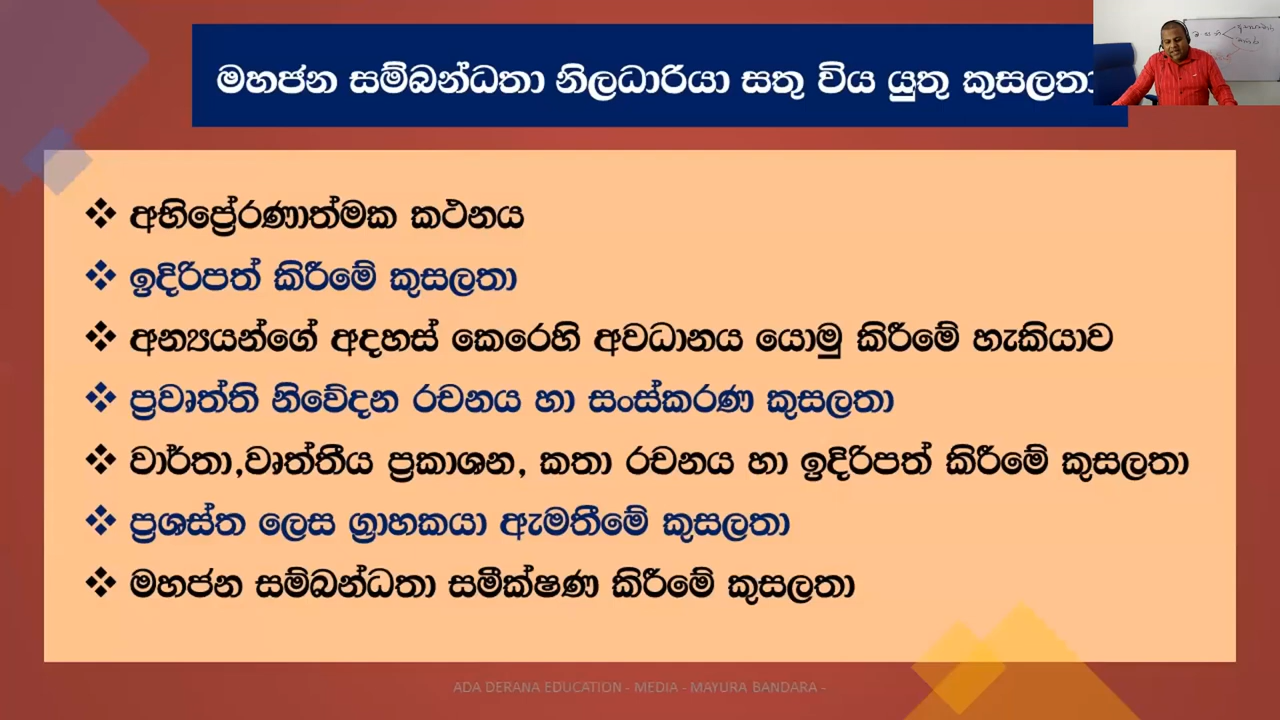 මහජන සම්බන්ධතා නිලධාරියා සතු විය යුතු කුසලතා
❖ අභිප්‍රේරණාත්මක කථනය
❖ ඉදිරිපත් කිරීමේ කුසලතා
❖ අන්‍යයන්ගේ අදහස් කෙරෙහි අවධානය යොමු කිරීමේ හැකියාව
❖ ප්‍රවෘත්ති නිවේදන රචනය හා සංස්කරණ කුසලතා
❖ වාර්තා,වෘත්තීය ප්‍රකාශන, කතා රචනය හා ඉදිරිපත් කිරීමේ කුසලතා
❖ ප්‍රශස්ත ලෙස ග්‍රාහකයා ඇමතීමේ කුසලතා
❖ මහජන සම්බන්ධතා සමීක්ෂණ කිරීමේ කුසලතා
ADA DERANA EDUCATION - MEDIA - MAYURA BANDARA -